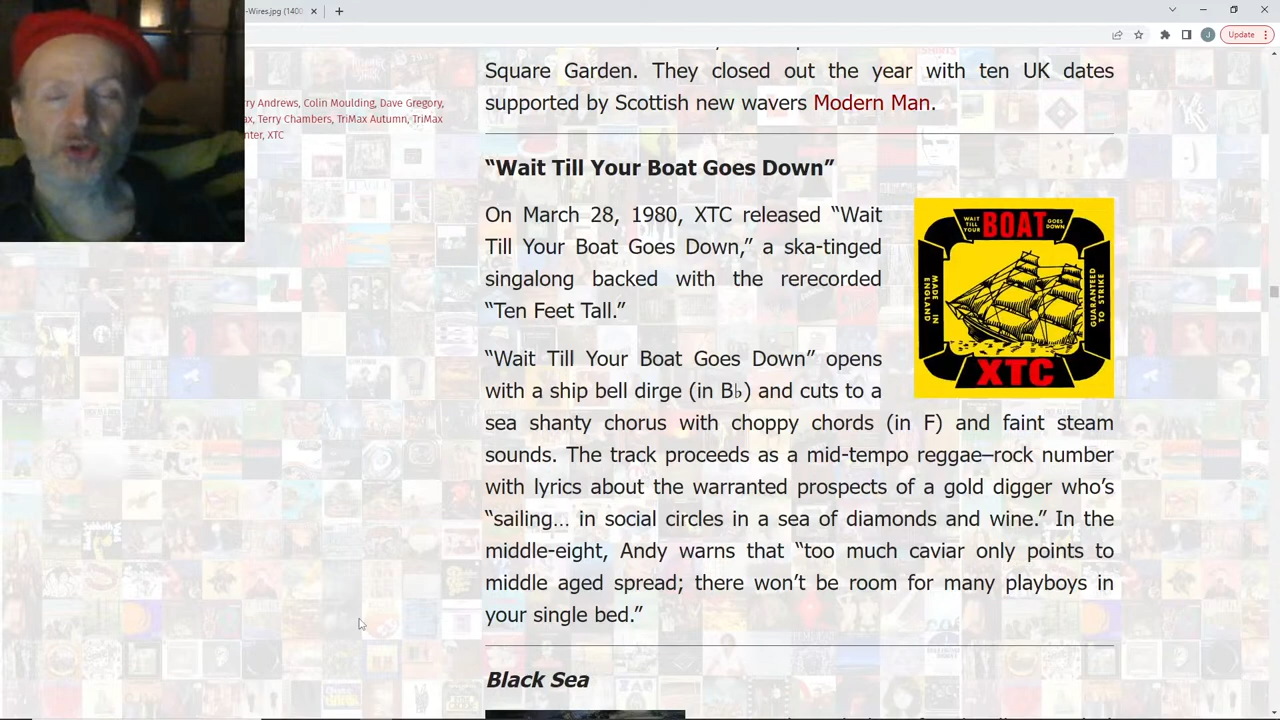 -Wires.jpg (1400
Update
J
ry Andrews, Colin Moulding, Dave Gregory,
ax, Terry Chambers, TriMax Autumn, TriMax
nter, XTC
Square Garden. They closed out the year with ten UK dates
supported by Scottish new wavers Modern Man.
“Wait Till Your Boat Goes Down”
On March 28, 1980, XTC released “Wait
Till Your Boat Goes Down,” a ska-tinged
singalong backed with the rerecorded
“Ten Feet Tall.”
WAIT TILL YOUR BOAT GOES DOWN
MADE IN ENGLAND
GUARANTEED TO STRIKE
XTC
“Wait Till Your Boat Goes Down” opens
with a ship bell dirge (in B♭) and cuts to a
sea shanty chorus with choppy chords (in F) and faint steam
sounds. The track proceeds as a mid-tempo reggae–rock number
with lyrics about the warranted prospects of a gold digger who’s
“sailing… in social circles in a sea of diamonds and wine.” In the
middle-eight, Andy warns that “too much caviar only points to
middle aged spread; there won’t be room for many playboys in
your single bed.”
Black Sea